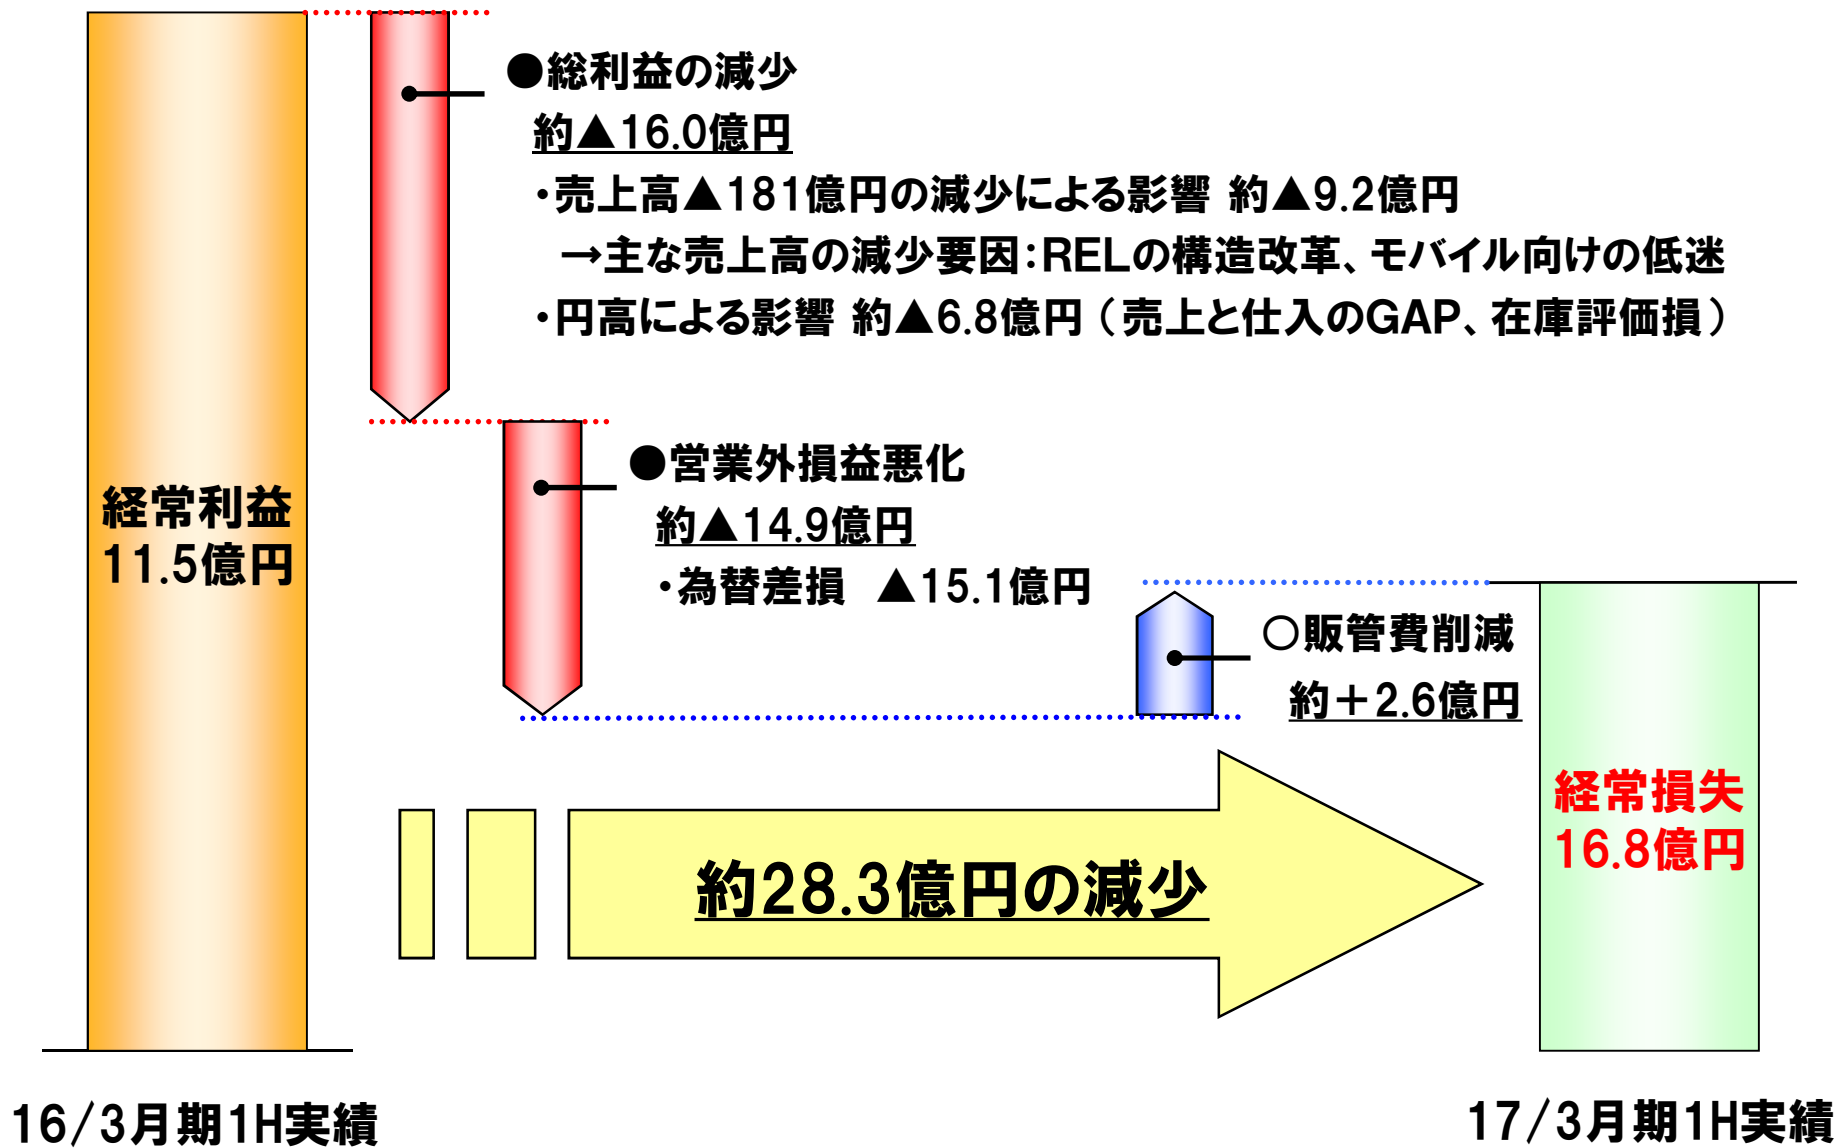 ●総利益の減少
約▲16.0億円
・売上高▲181億円の減少による影響 約▲9.2億円
→主な売上高の減少要因:RELの構造改革、モバイル向けの低迷
・円高による影響 約▲6.8億円(売上と仕入のGAP、在庫評価損)
●営業外損益悪化
約▲14.9億円
・為替差損 ▲15.1億円
経常利益
11.5億円
○販管費削減
約＋2.6億円
経常損失
16.8億円
約28.3億円の減少
16/3月期1H実績
17/3月期1H実績